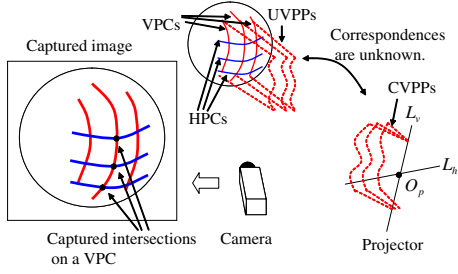 VPCs
UVPPs
Captured image
Correspondences
are unknown.
CVPPs
HPCs
L_v
L_h
O_p
Captured intersections
on a VPC
Camera
Projector